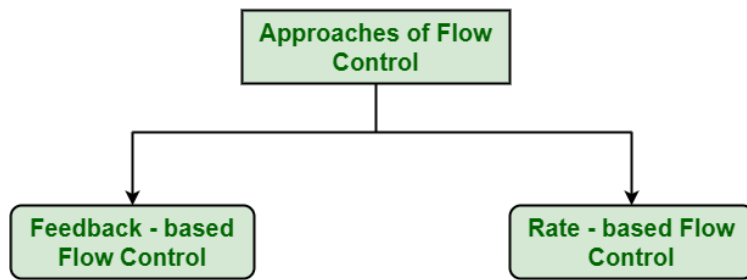 Approaches of Flow
Control
Feedback - based
Flow Control
Rate - based Flow
Control